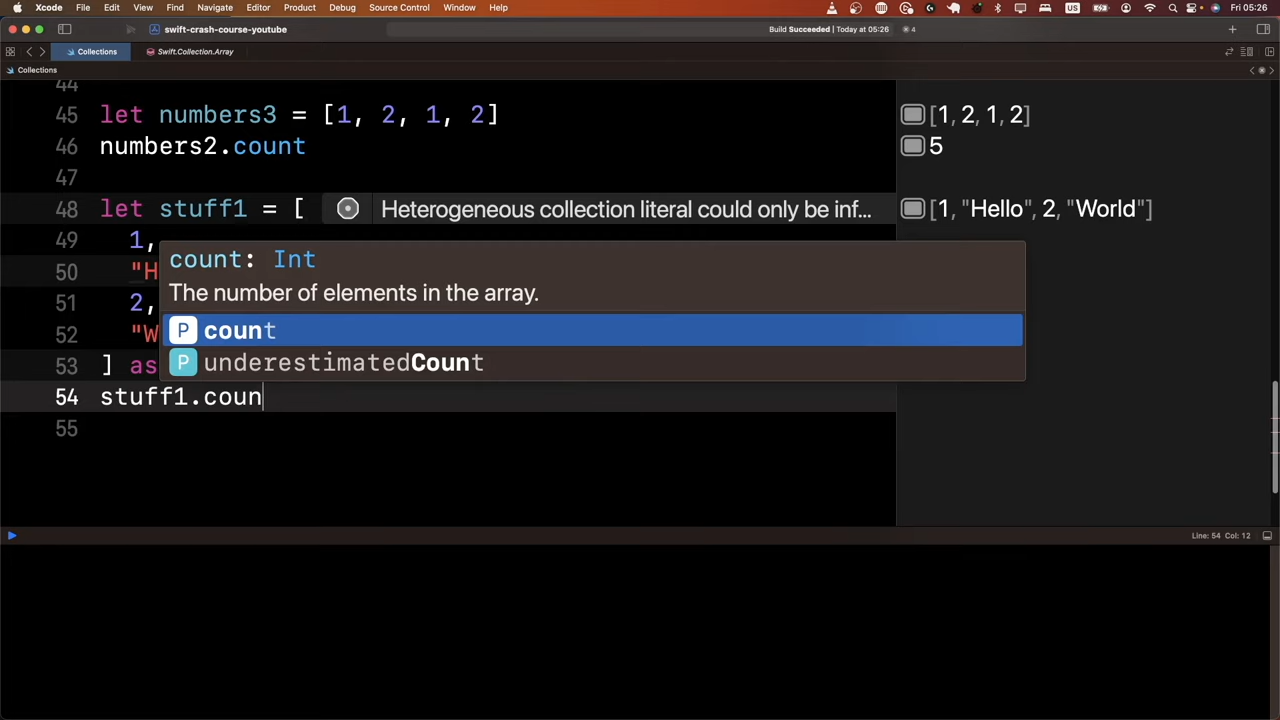 Xcode File Edit View Find Navigate Editor Product Debug Source Control Window Help US Fri 05:26
swift-crash-course-youtube Build Succeeded | Today at 05:26 4
Collections Swift.Collection.Array
Collections
44
45 let numbers3 = [1, 2, 1, 2] [1, 2, 1, 2]
46 numbers2.count 5
47
48 let stuff1 = [ Heterogeneous collection literal could only be inf... [1, "Hello", 2, "World"]
49 1,
count: Int
50 "H
The number of elements in the array.
51 2,
52 "W count
53 ] as underestimatedCount
54 stuff1.coun
55
Line: 54 Col: 12